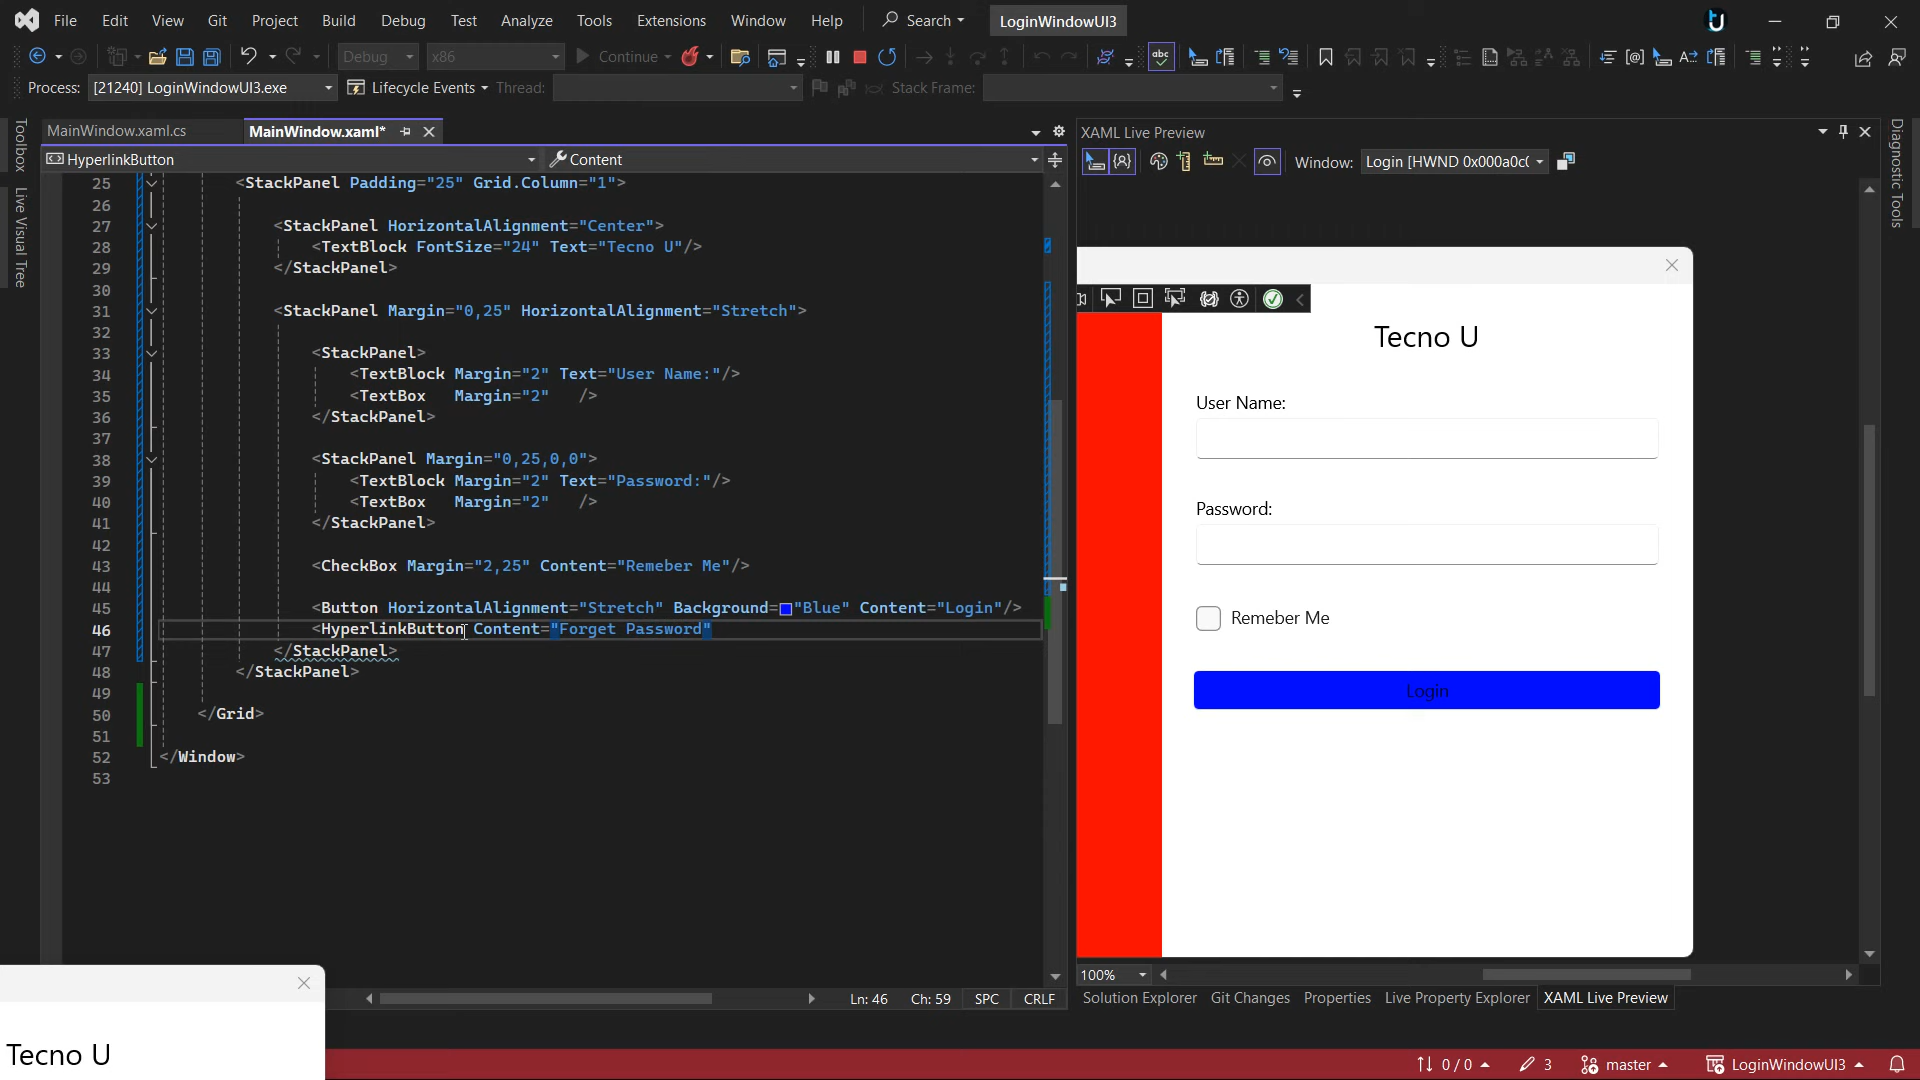 File Edit View Git Project Build Debug Test Analyze Tools Extensions Window Help Search LoginWindowUI3
Debug x86 Continue
Process: [21240] LoginWindowUI3.exe Lifecycle Events Thread: Stack Frame:
Toolbox
Live Visual Tree
MainWindow.xaml.cs MainWindow.xaml*
HyperlinkButton Content
25 <StackPanel Padding="25" Grid.Column="1">
26
27 <StackPanel HorizontalAlignment="Center">
28 <TextBlock FontSize="24" Text="Tecno U"/>
29 </StackPanel>
30
31 <StackPanel Margin="0,25" HorizontalAlignment="Stretch">
32
33 <StackPanel>
34 <TextBlock Margin="2" Text="User Name:"/>
35 <TextBox Margin="2" />
36 </StackPanel>
37
38 <StackPanel Margin="0,25,0,0">
39 <TextBlock Margin="2" Text="Password:"/>
40 <TextBox Margin="2" />
41 </StackPanel>
42
43 <CheckBox Margin="2,25" Content="Remeber Me"/>
44
45 <Button HorizontalAlignment="Stretch" Background="Blue" Content="Login"/>
46 <HyperlinkButton Content="Forget Password"
47 </StackPanel>
48 </StackPanel>
49
50 </Grid>
51
52 </Window>
53
Ln: 46 Ch: 59 SPC CRLF
XAML Live Preview
Window: Login [HWND 0x000a0c(
Tecno U
User Name:
Password:
Remeber Me
Login
100%
Solution Explorer Git Changes Properties Live Property Explorer XAML Live Preview
Diagnostic Tools
Tecno U
0 / 0 3 master LoginWindowUI3